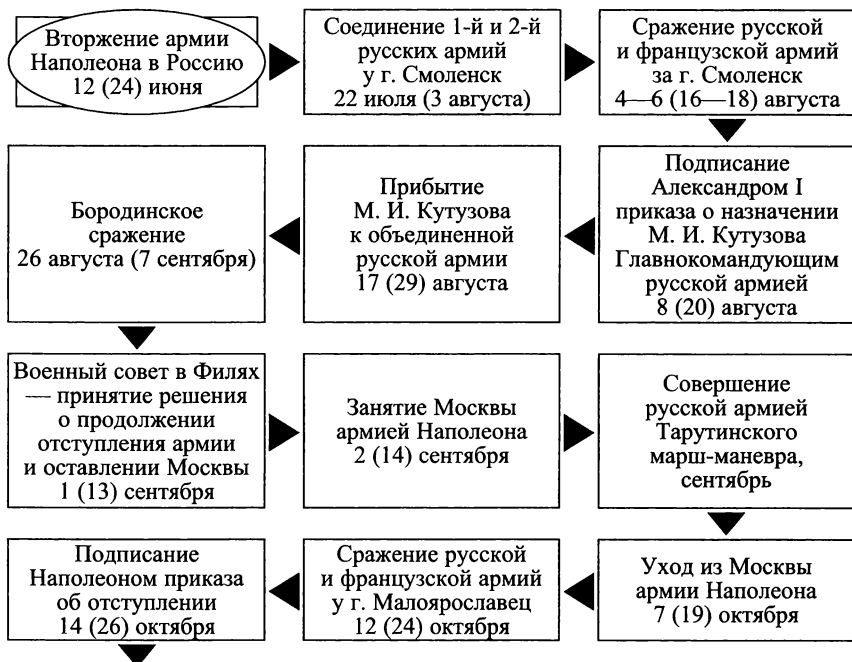 Вторжение армии
Наполеона в Россию
12 (24) июня
Соединение 1-й и 2-й
русских армий
у г. Смоленск
22 июля (3 августа)
Сражение русской
и французской армий
за г. Смоленск
4—6 (16—18) августа
Подписание
Александром I
приказа о назначении
М. И. Кутузова
Главнокомандующим
русской армией
8 (20) августа
Прибытие
М. И. Кутузова
к объединенной
русской армии
17 (29) августа
Бородинское
сражение
26 августа (7 сентября)
Военный совет в Филях
— принятие решения
о продолжении
отступления армии
и оставлении Москвы
1 (13) сентября
Занятие Москвы
армией Наполеона
2 (14) сентября
Совершение
русской армией
Тарутинского
марш-маневра,
сентябрь
Уход из Москвы
армии Наполеона
7 (19) октября
Сражение русской
и французской армий
у г. Малоярославец
12 (24) октября
Подписание
Наполеоном приказа
об отступлении
14 (26) октября